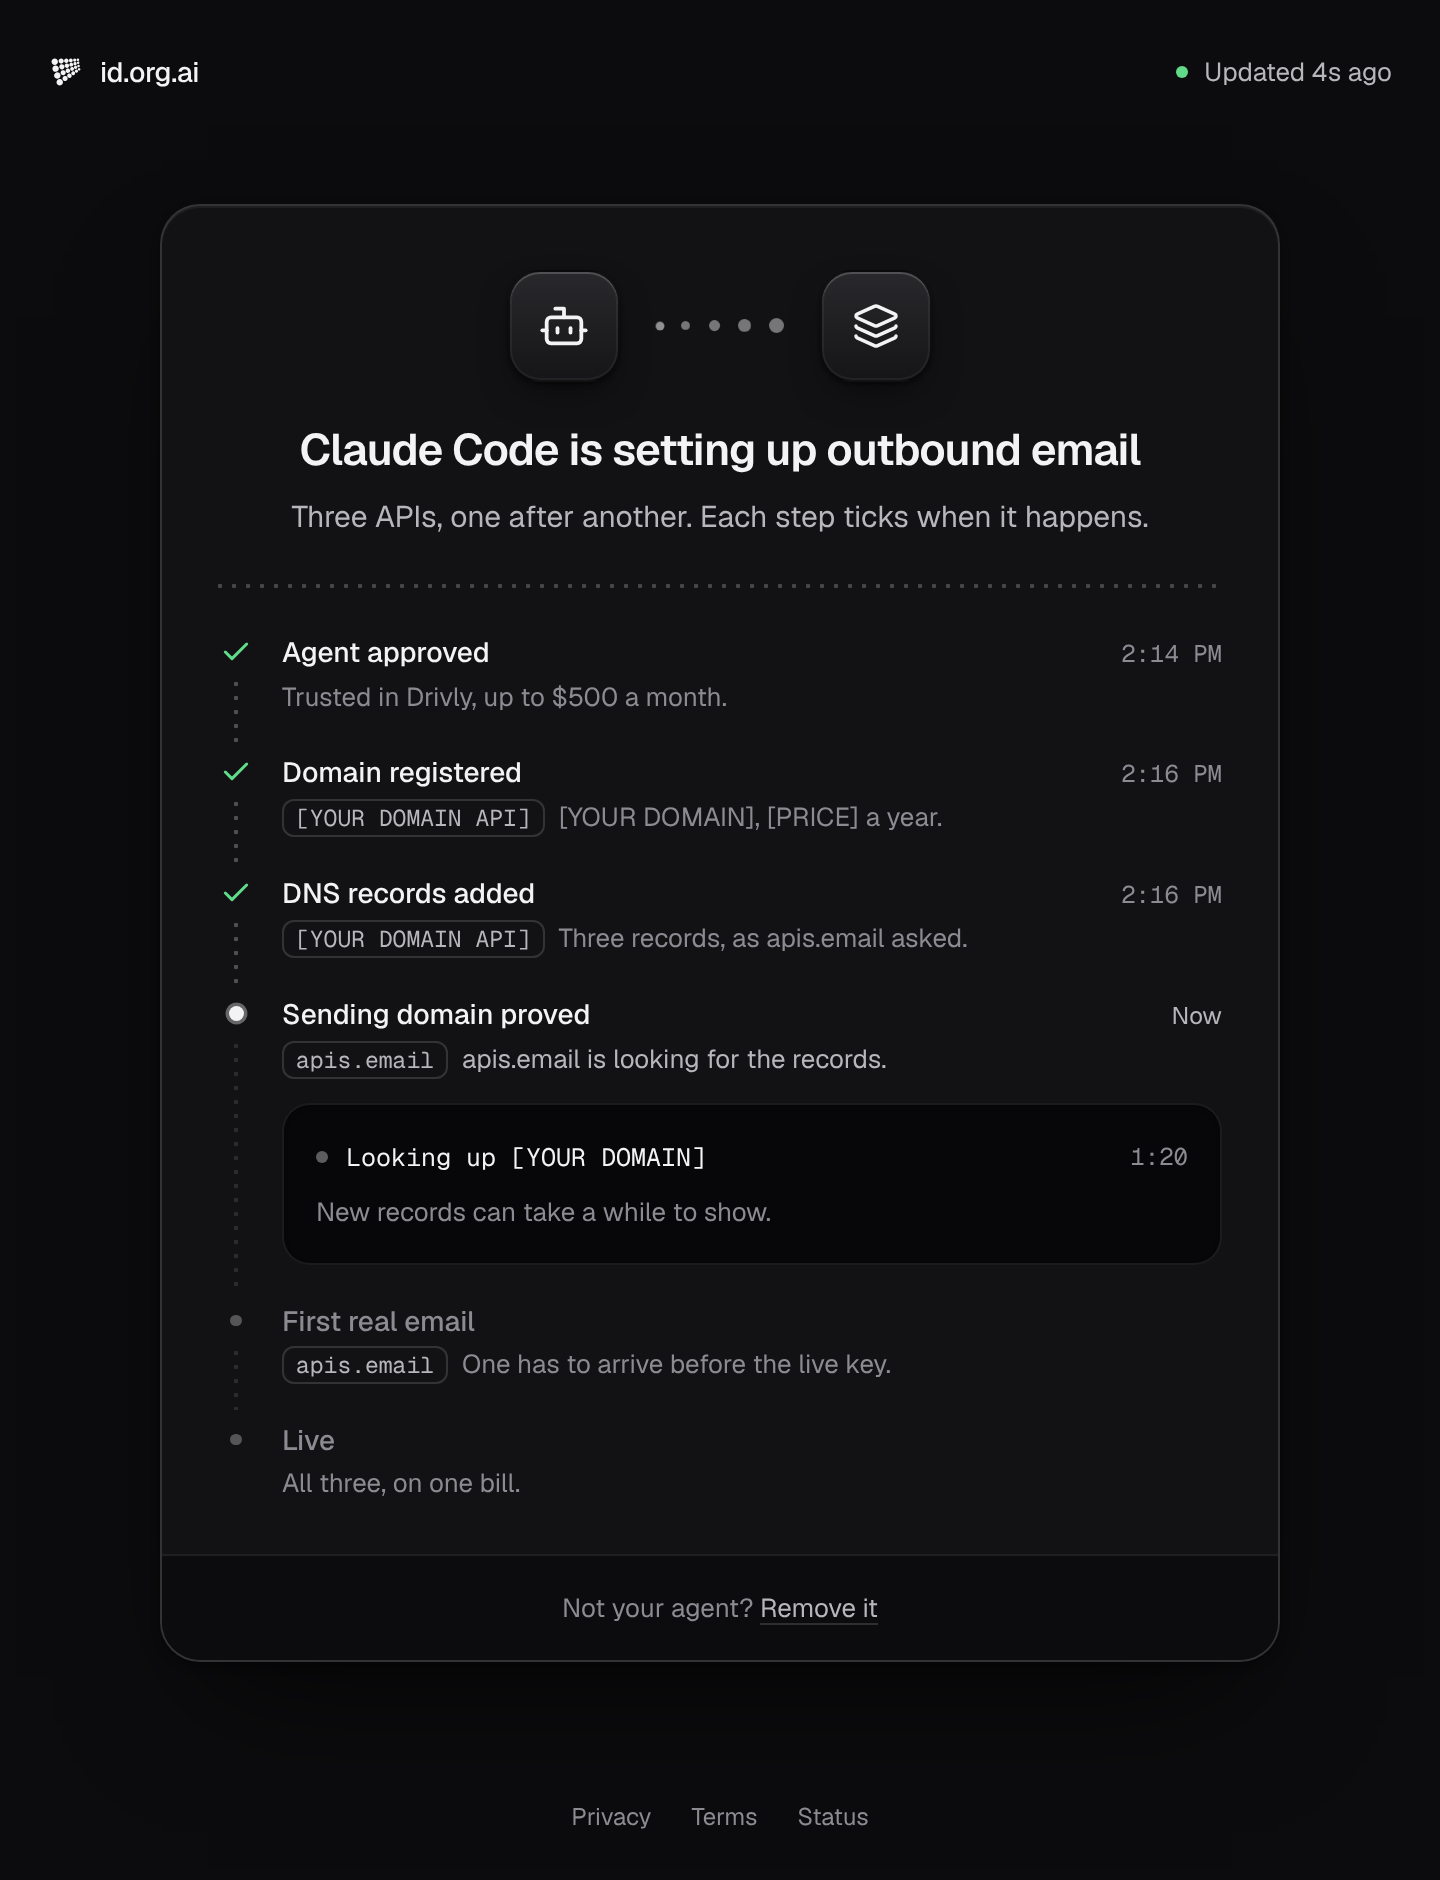 id.org.ai
Updated 4s ago
Claude Code is setting up outbound email
Three APIs, one after another. Each step ticks when it happens.
Agent approved 2:14 PM
Trusted in Drivly, up to $500 a month.
Domain registered 2:16 PM
[YOUR DOMAIN API] [YOUR DOMAIN], [PRICE] a year.
DNS records added 2:16 PM
[YOUR DOMAIN API] Three records, as apis.email asked.
Sending domain proved Now
apis.email apis.email is looking for the records.
Looking up [YOUR DOMAIN] 1:20
New records can take a while to show.
First real email
apis.email One has to arrive before the live key.
Live
All three, on one bill.
Not your agent? Remove it
Privacy Terms Status